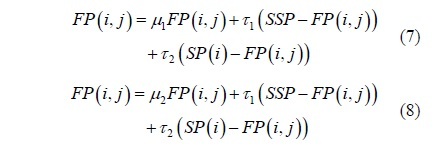 FP(i, j) = μ₁FP(i, j) + τ₁(SSP − FP(i, j))
+ τ₂(SP(i) − FP(i, j)) (7)
FP(i, j) = μ₂FP(i, j) + τ₁(SSP − FP(i, j))
+ τ₂(SP(i) − FP(i, j)) (8)